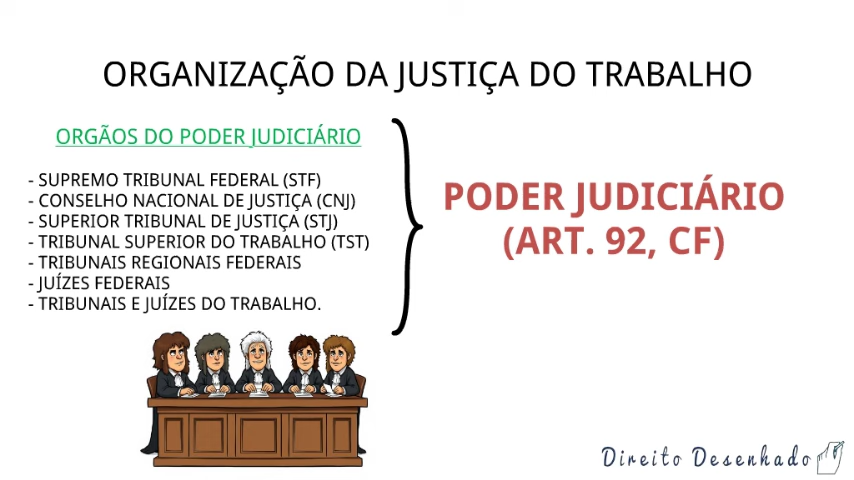 ORGANIZAÇÃO DA JUSTIÇA DO TRABALHO
ORGÃOS DO PODER JUDICIÁRIO
- SUPREMO TRIBUNAL FEDERAL (STF)
- CONSELHO NACIONAL DE JUSTIÇA (CNJ)
- SUPERIOR TRIBUNAL DE JUSTIÇA (STJ)
- TRIBUNAL SUPERIOR DO TRABALHO (TST)
- TRIBUNAIS REGIONAIS FEDERAIS
- JUÍZES FEDERAIS
- TRIBUNAIS E JUÍZES DO TRABALHO.
PODER JUDICIÁRIO
(ART. 92, CF)
Direito Desenhado